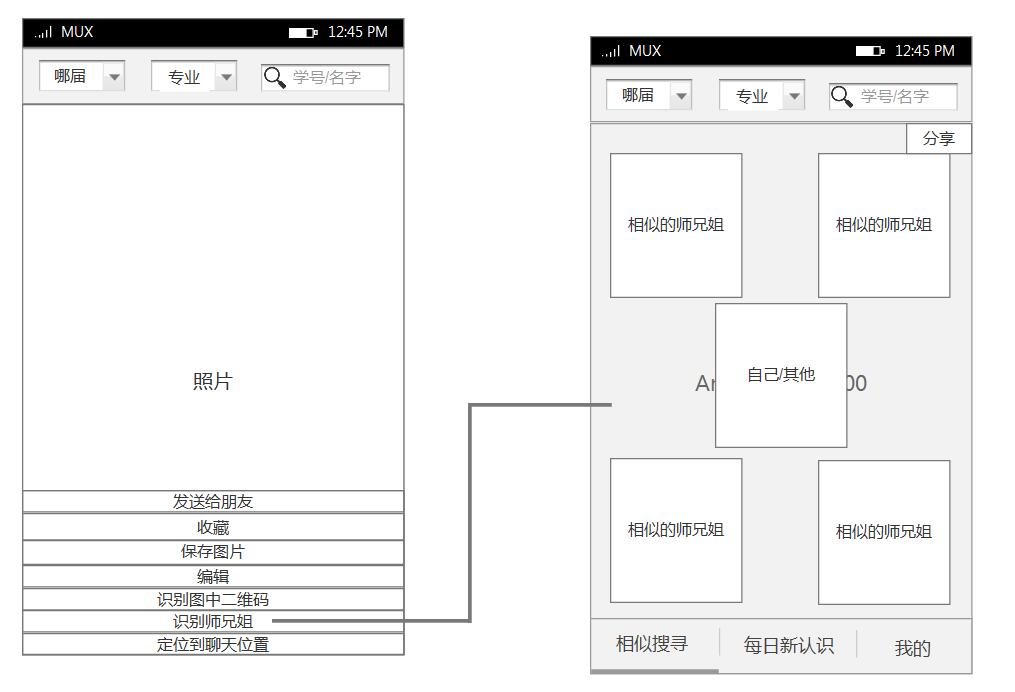 MUX 12:45 PM
哪届 专业 学号/名字
照片
发送给朋友
收藏
保存图片
编辑
识别图中二维码
识别师兄姐
定位到聊天位置
MUX 12:45 PM
哪届 专业 学号/名字
分享
相似的师兄姐 相似的师兄姐
自己/其他
相似的师兄姐 相似的师兄姐
相似搜寻 每日新认识 我的